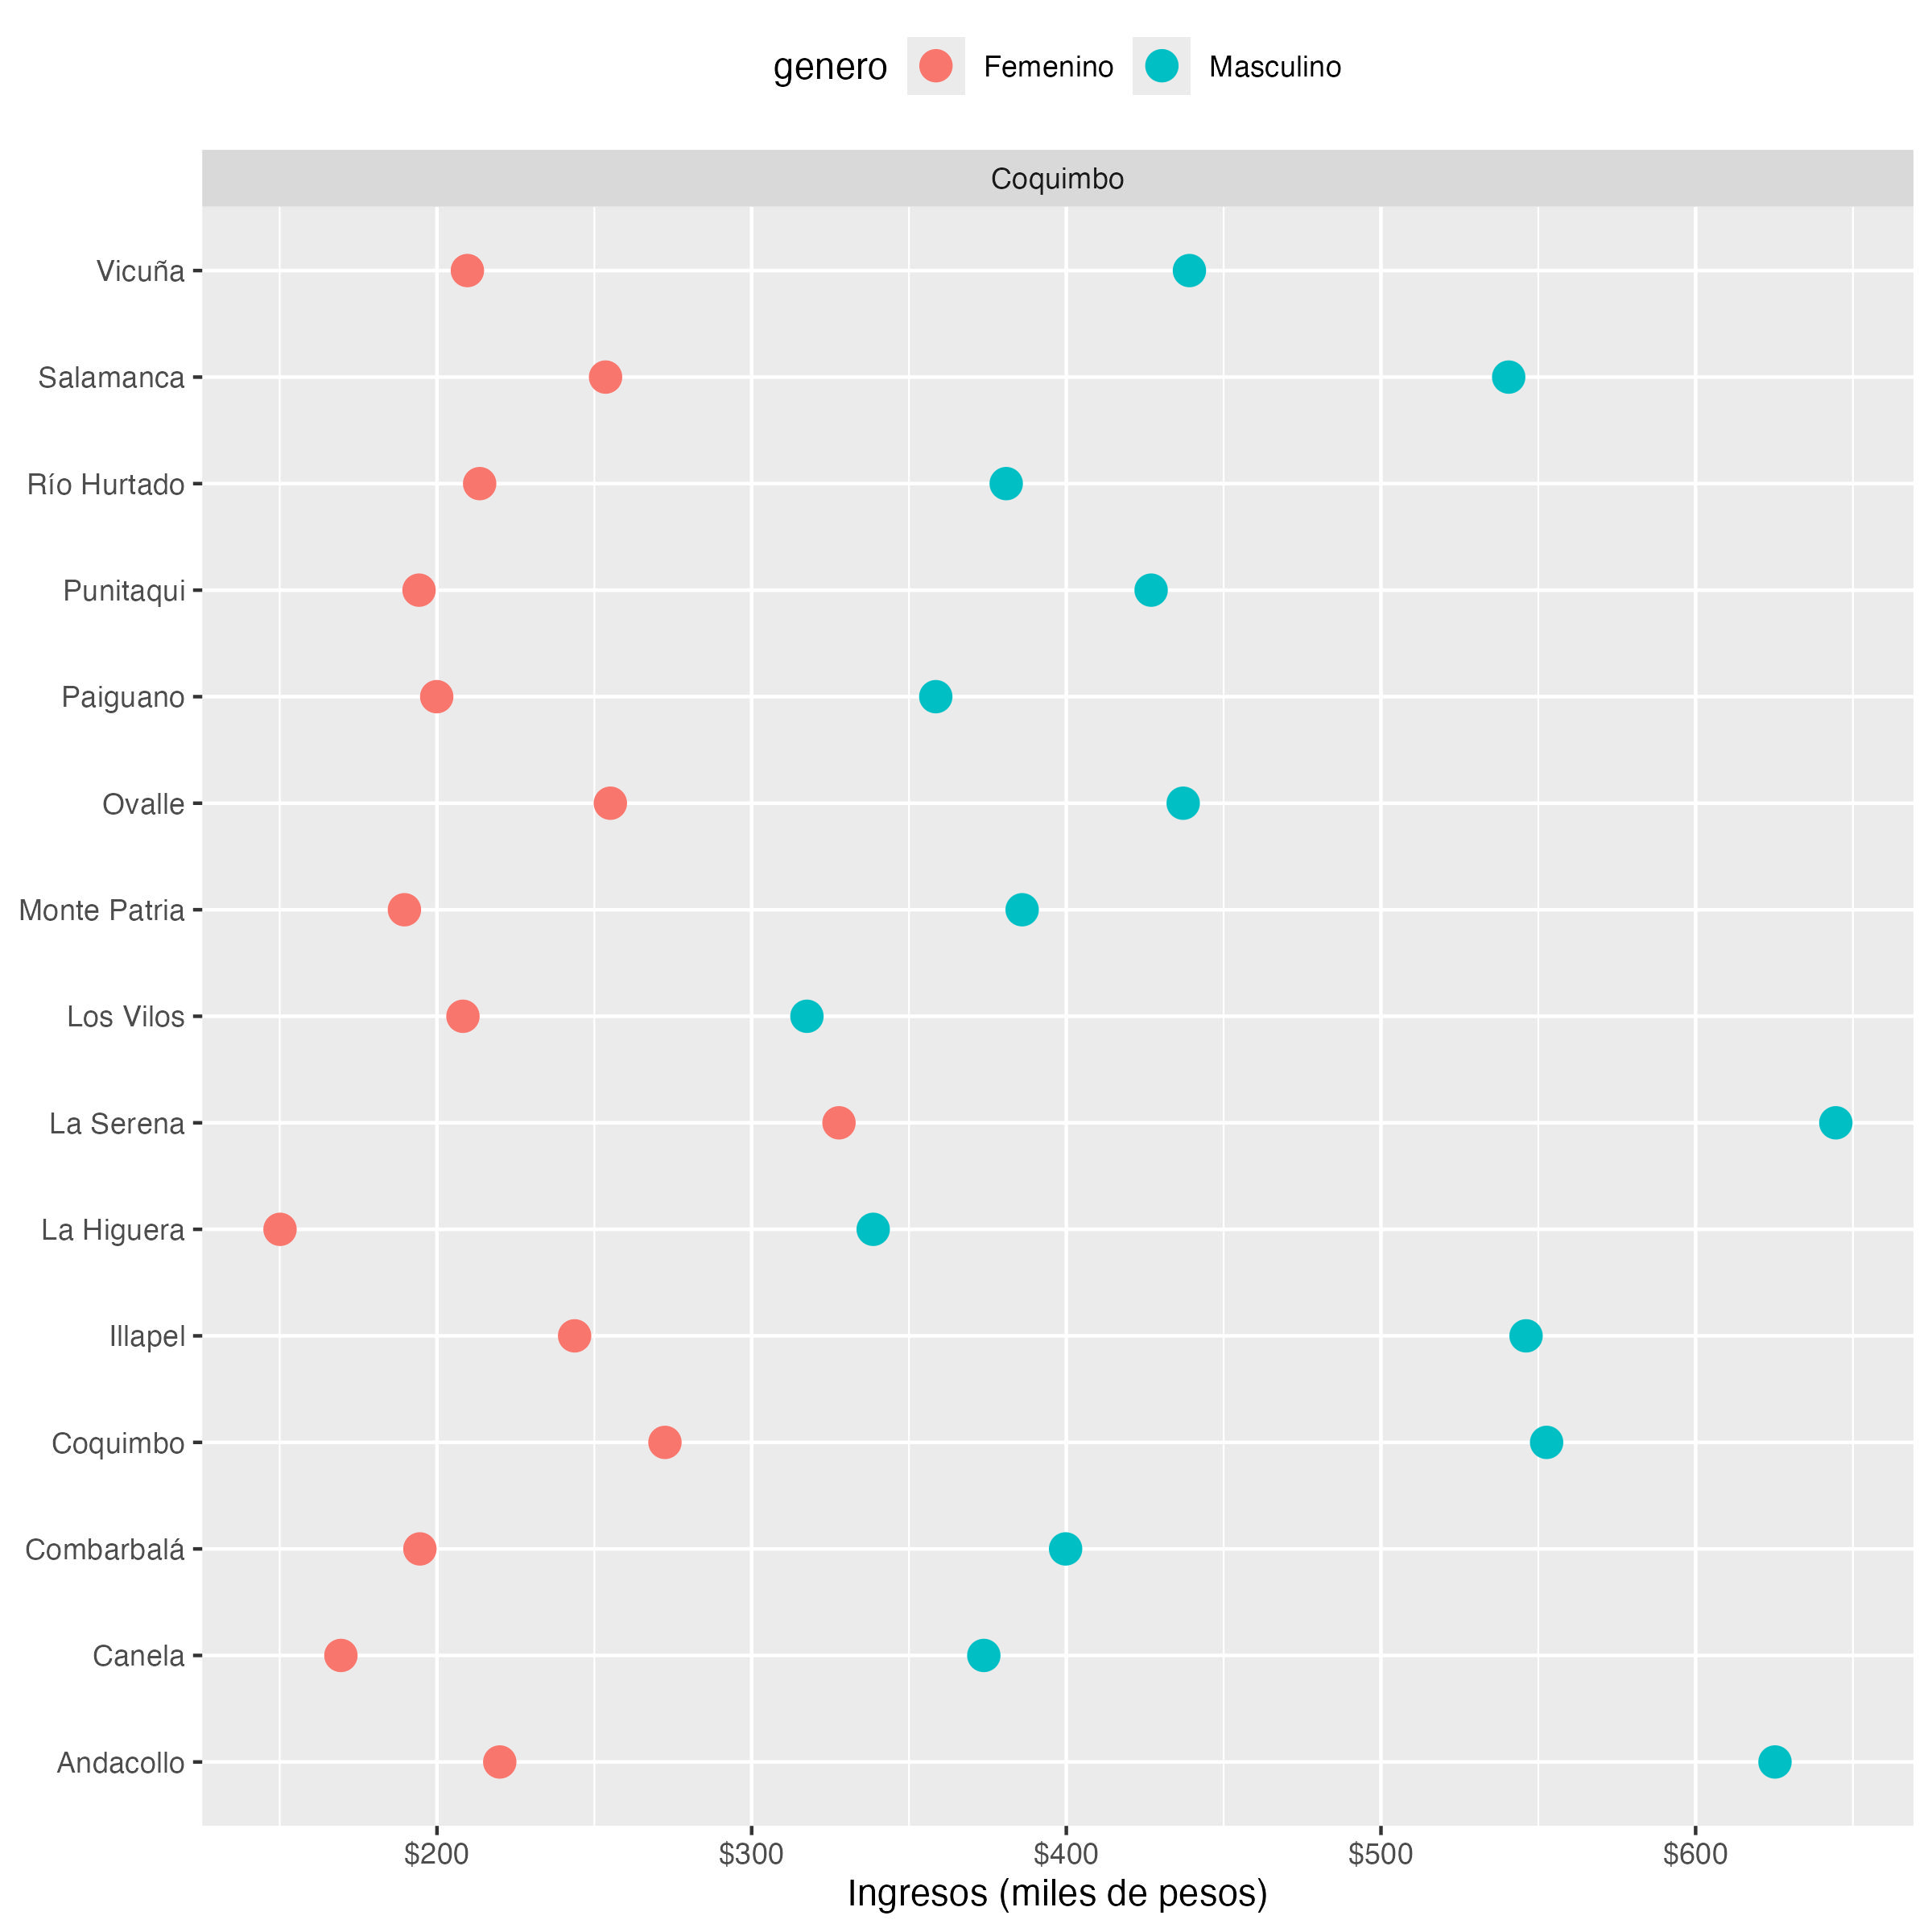 genero Femenino Masculino
Coquimbo
Vicuña
Salamanca
Río Hurtado
Punitaqui
Paiguano
Ovalle
Monte Patria
Los Vilos
La Serena
La Higuera
Illapel
Coquimbo
Combarbalá
Canela
Andacollo
$200 $300 $400 $500 $600
Ingresos (miles de pesos)